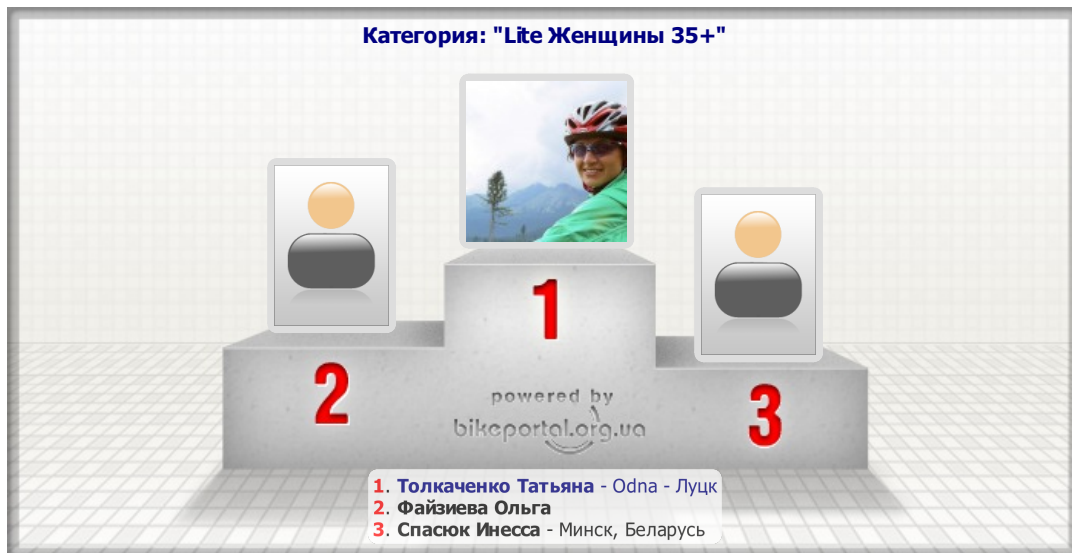 Категория: "Lite Женщины 35+"
1
2
3
powered by
bikeportal.org.ua
1. Толкаченко Татьяна - Odna - Луцк
2. Файзиева Ольга
3. Спасюк Инесса - Минск, Беларусь